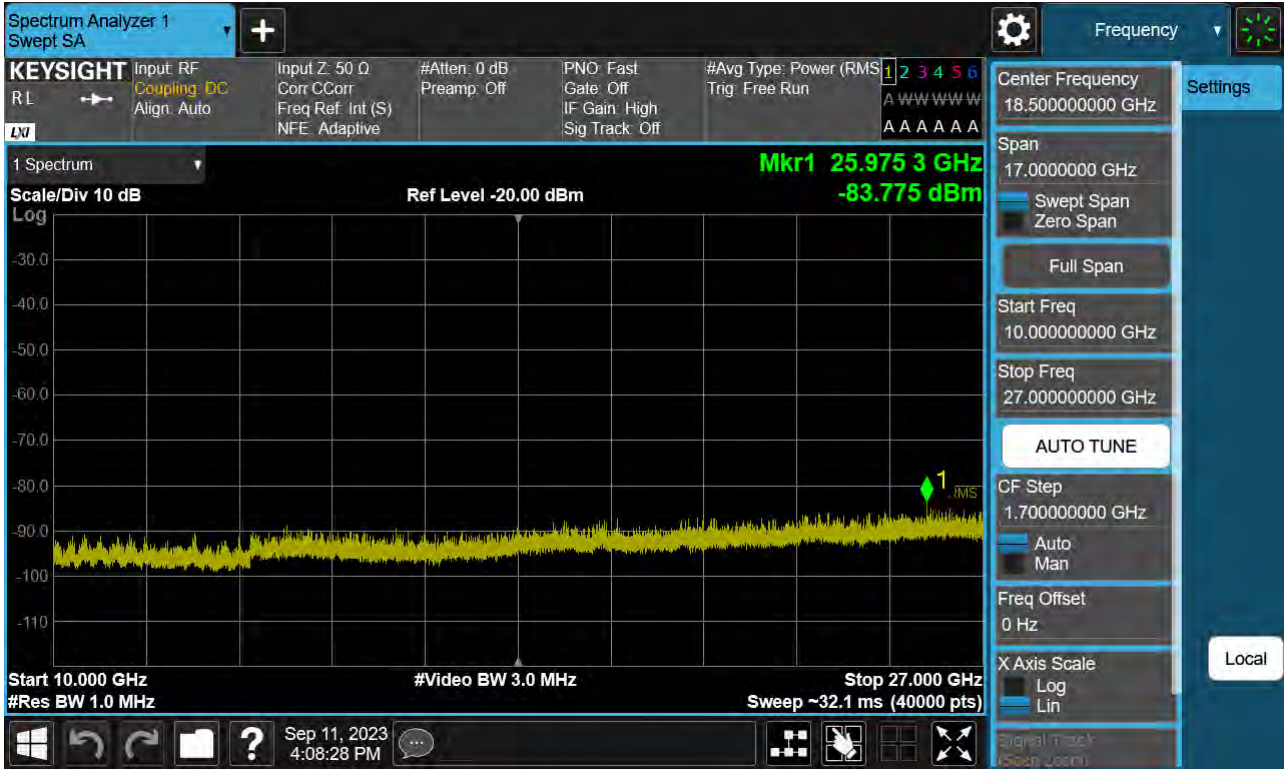 Spectrum Analyzer 1
Swept SA
Frequency
KEYSIGHT
R L
LXI
Input: RF
Coupling: DC
Align: Auto
Input Z: 50 Ω
Corr CCorr
Freq Ref: Int (S)
NFE: Adaptive
#Atten: 0 dB
Preamp: Off
PNO: Fast
Gate: Off
IF Gain: High
Sig Track: Off
#Avg Type: Power (RMS
Trig: Free Run
1 2 3 4 5 6
A W W W W W
A A A A A A
1 Spectrum
Mkr1 25.975 3 GHz
Scale/Div 10 dB
Ref Level -20.00 dBm
-83.775 dBm
Log
-30.0
-40.0
-50.0
-60.0
-70.0
-80.0
-90.0
-100
-110
1
RMS
Start 10.000 GHz
#Video BW 3.0 MHz
Stop 27.000 GHz
#Res BW 1.0 MHz
Sweep ~32.1 ms (40000 pts)
Center Frequency
18.500000000 GHz
Settings
Span
17.0000000 GHz
Swept Span
Zero Span
Full Span
Start Freq
10.000000000 GHz
Stop Freq
27.000000000 GHz
AUTO TUNE
CF Step
1.700000000 GHz
Auto
Man
Freq Offset
0 Hz
X Axis Scale
Log
Lin
Local
Signal Track
(Span Zoom)
?
Sep 11, 2023
4:08:28 PM